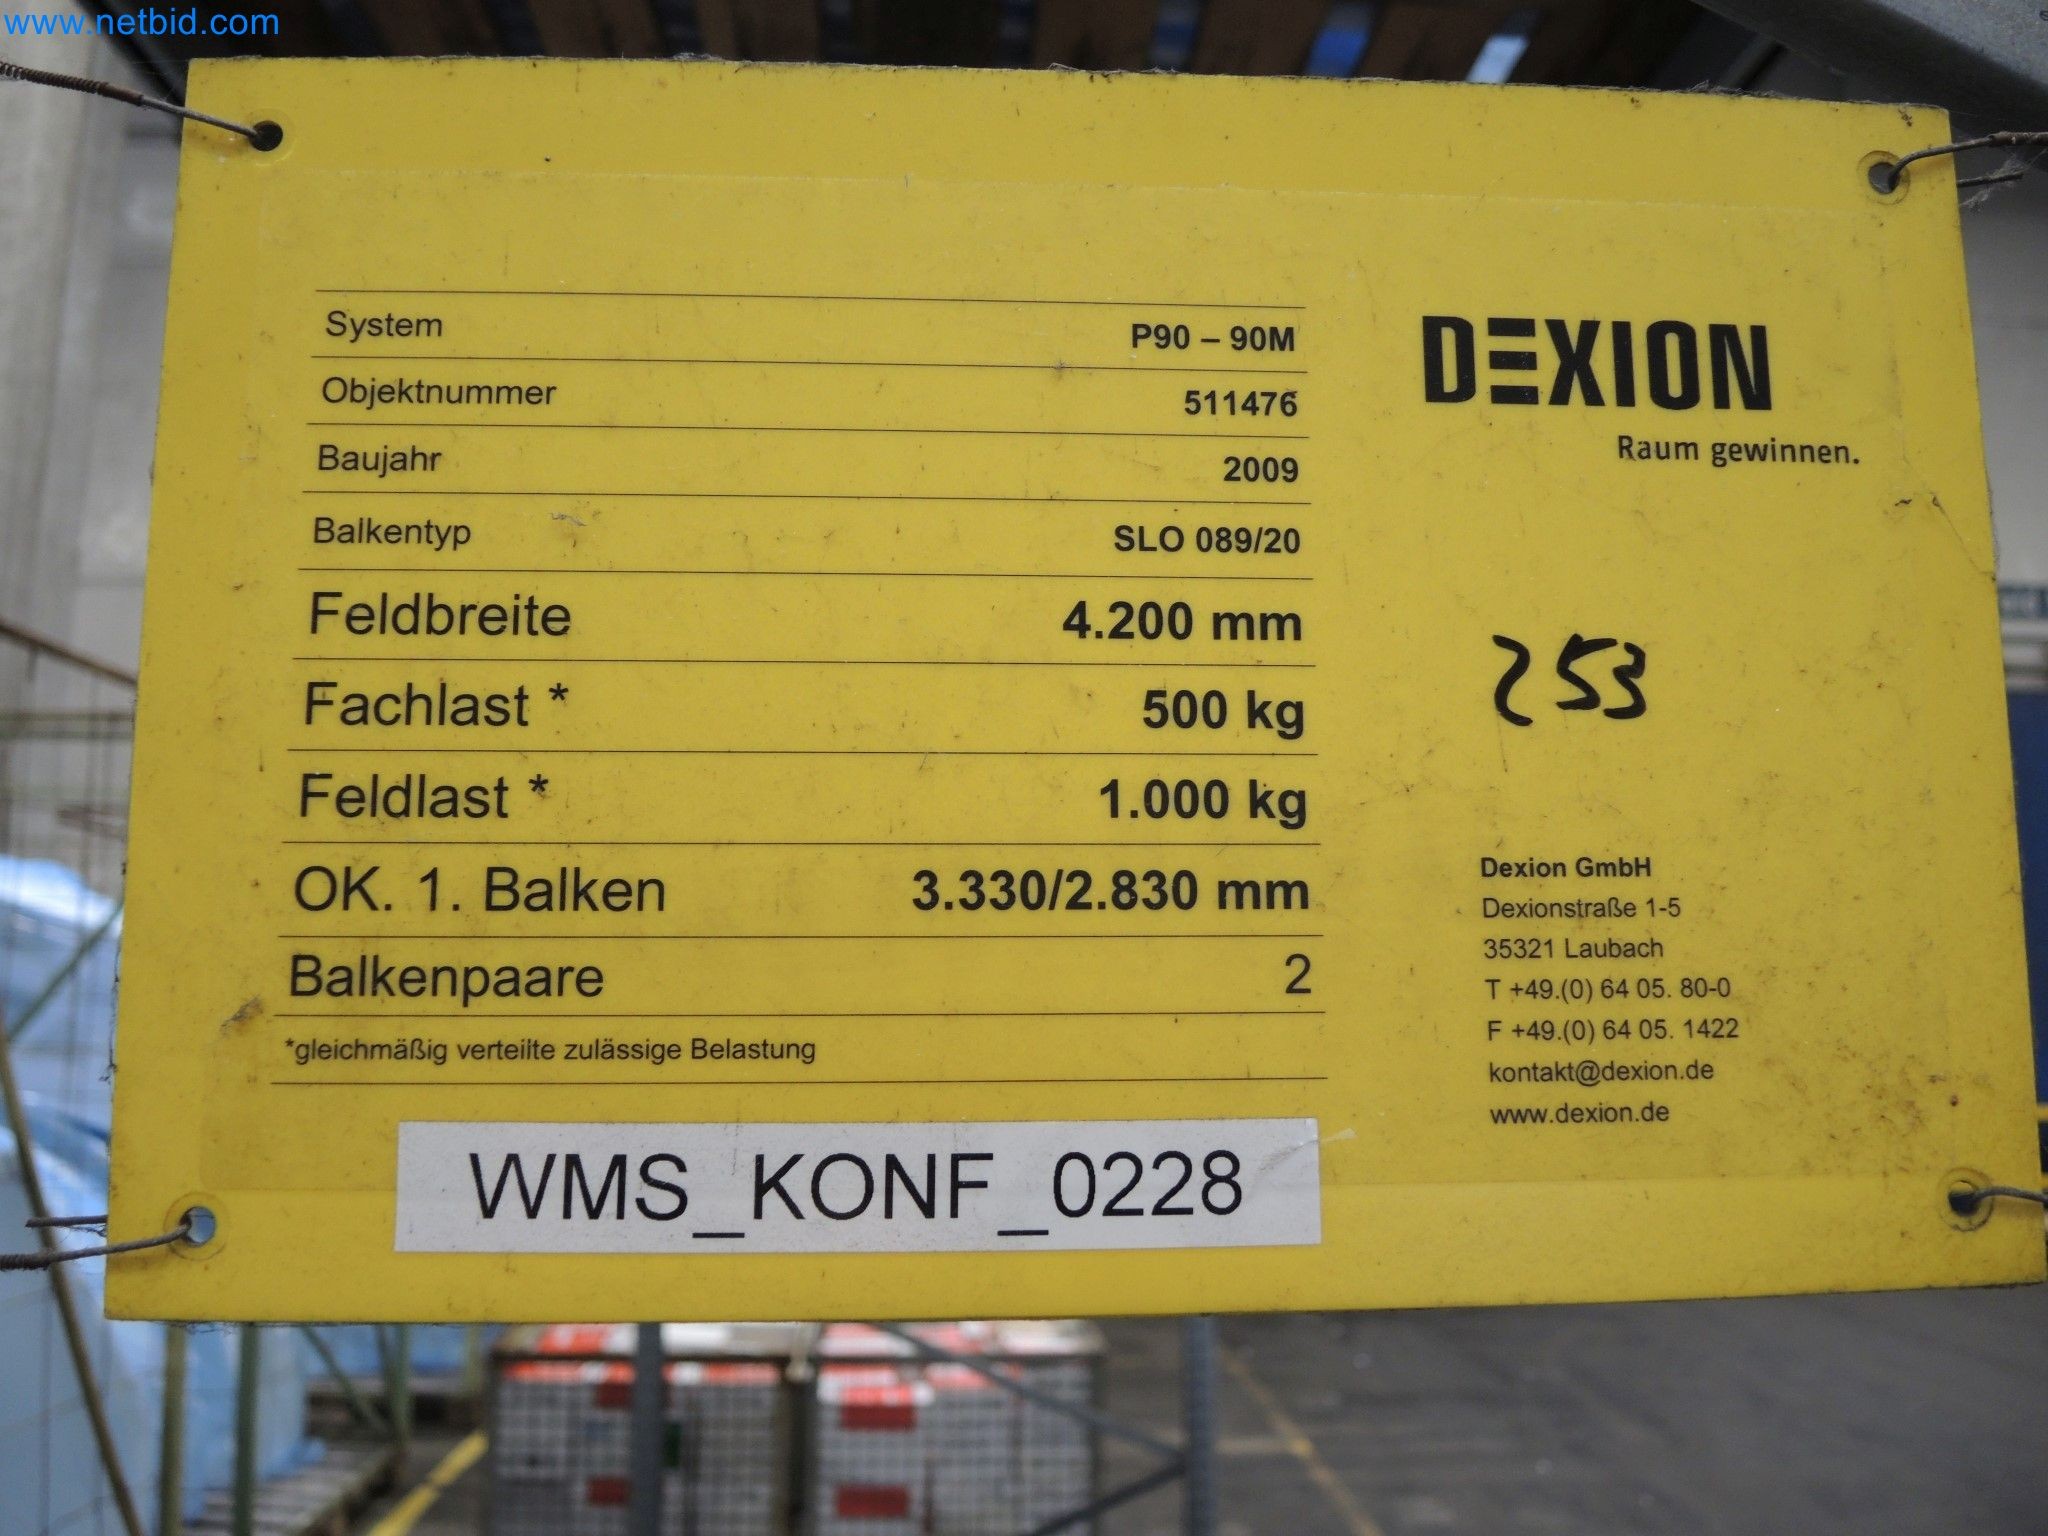 www.netbid.com
System P90 – 90M
Objektnummer 511476
Baujahr 2009
Balkentyp SLO 089/20
Feldbreite 4.200 mm
Fachlast * 500 kg
Feldlast * 1.000 kg
OK. 1. Balken 3.330/2.830 mm
Balkenpaare 2
*gleichmäßig verteilte zulässige Belastung
WMS_KONF_0228
DEXION
Raum gewinnen.
253
Dexion GmbH
Dexionstraße 1-5
35321 Laubach
T +49.(0) 64 05. 80-0
F +49.(0) 64 05. 1422
kontakt@dexion.de
www.dexion.de